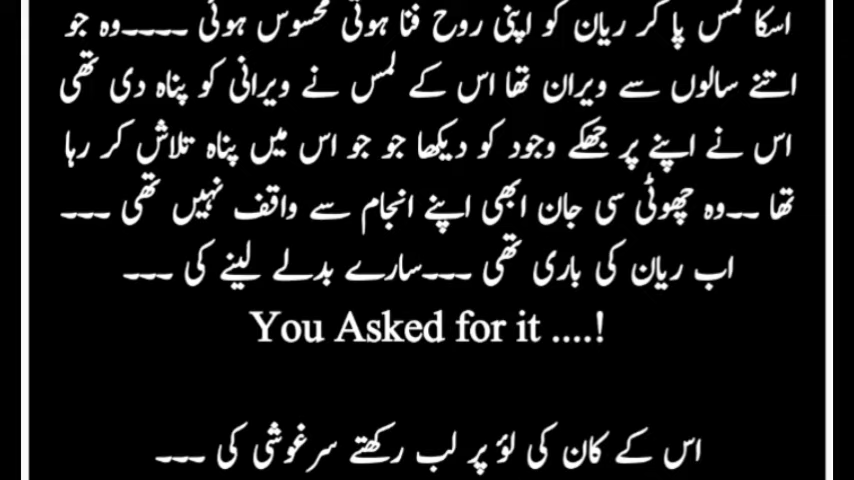 اسکا لمس پا کر ریان کو اپنی روح فنا ہوتی محسوس ہوئی ۔۔۔۔وہ جو
اتنے سالوں سے ویران تھا اس کے لمس نے ویرانی کو پناہ دی تھی
اس نے اپنے پر جھکے وجود کو دیکھا جو جو اس میں پناہ تلاش کر رہا
تھا ۔۔وہ چھوٹی سی جان ابھی اپنے انجام سے واقف نہیں تھی ۔۔۔
اب ریان کی باری تھی ۔۔۔سارے بدلے لینے کی ۔۔۔
You Asked for it ....!
اس کے کان کی لؤ پر لب رکھتے سرغوشی کی ۔۔۔